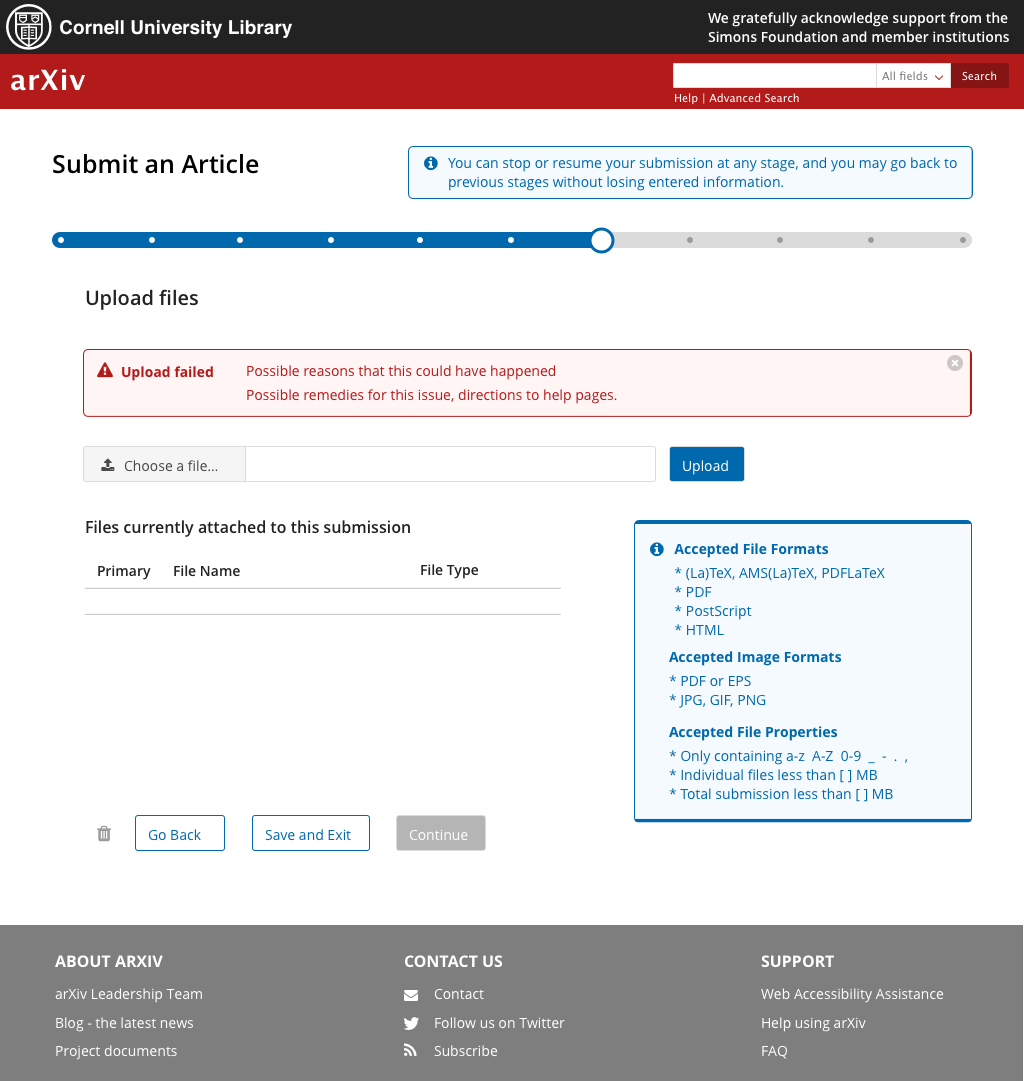 Cornell University Library
We gratefully acknowledge support from the
Simons Foundation and member institutions
arXiv
All fields
Search
Help | Advanced Search
Submit an Article
You can stop or resume your submission at any stage, and you may go back to
previous stages without losing entered information.
Upload files
Upload failed
Possible reasons that this could have happened
Possible remedies for this issue, directions to help pages.
Choose a file...
Upload
Files currently attached to this submission
Primary
File Name
File Type
Accepted File Formats
* (La)TeX, AMS(La)TeX, PDFLaTeX
* PDF
* PostScript
* HTML
Accepted Image Formats
* PDF or EPS
* JPG, GIF, PNG
Accepted File Properties
* Only containing a-z A-Z 0-9 _ - . ,
* Individual files less than [ ] MB
* Total submission less than [ ] MB
Go Back
Save and Exit
Continue
ABOUT ARXIV
arXiv Leadership Team
Blog - the latest news
Project documents
CONTACT US
Contact
Follow us on Twitter
Subscribe
SUPPORT
Web Accessibility Assistance
Help using arXiv
FAQ